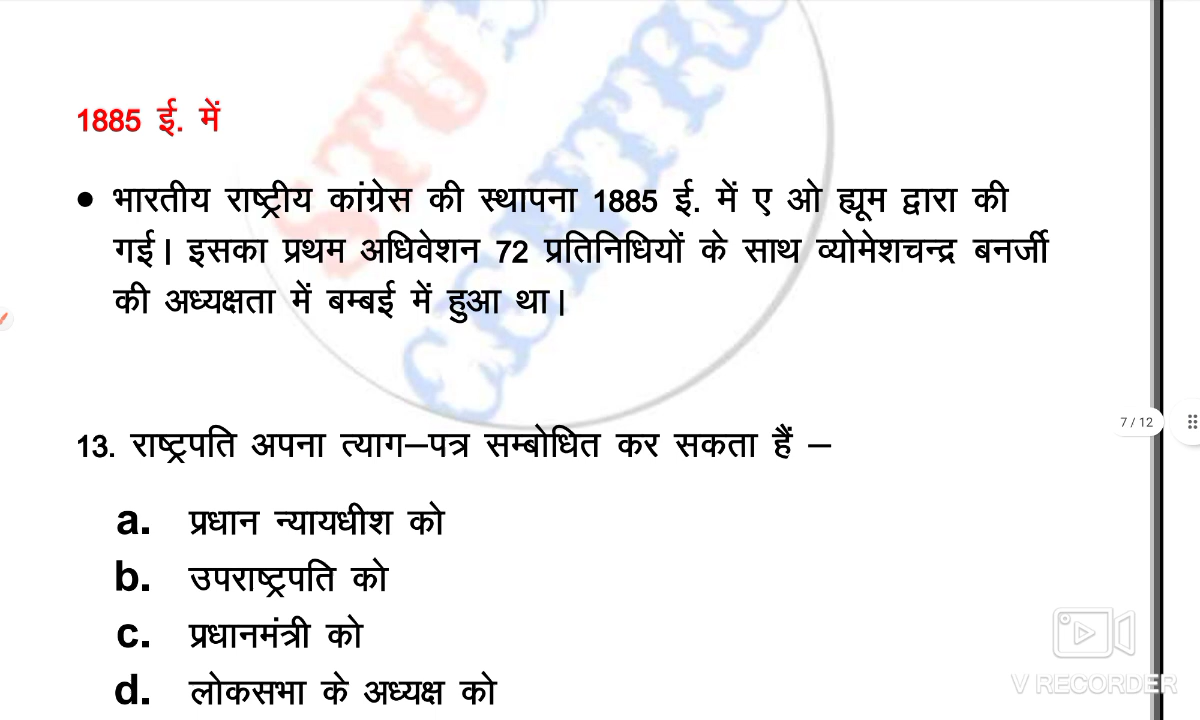 1885 ई. में
• भारतीय राष्ट्रीय कांग्रेस की स्थापना 1885 ई. में ए ओ ह्यूम द्वारा की
गई। इसका प्रथम अधिवेशन 72 प्रतिनिधियों के साथ व्योमेशचन्द्र बनर्जी
की अध्यक्षता में बम्बई में हुआ था।
13. राष्ट्रपति अपना त्याग–पत्र सम्बोधित कर सकता हैं –
7 / 12
a. प्रधान न्यायधीश को
b. उपराष्ट्रपति को
c. प्रधानमंत्री को
d. लोकसभा के अध्यक्ष को
V RECORDER